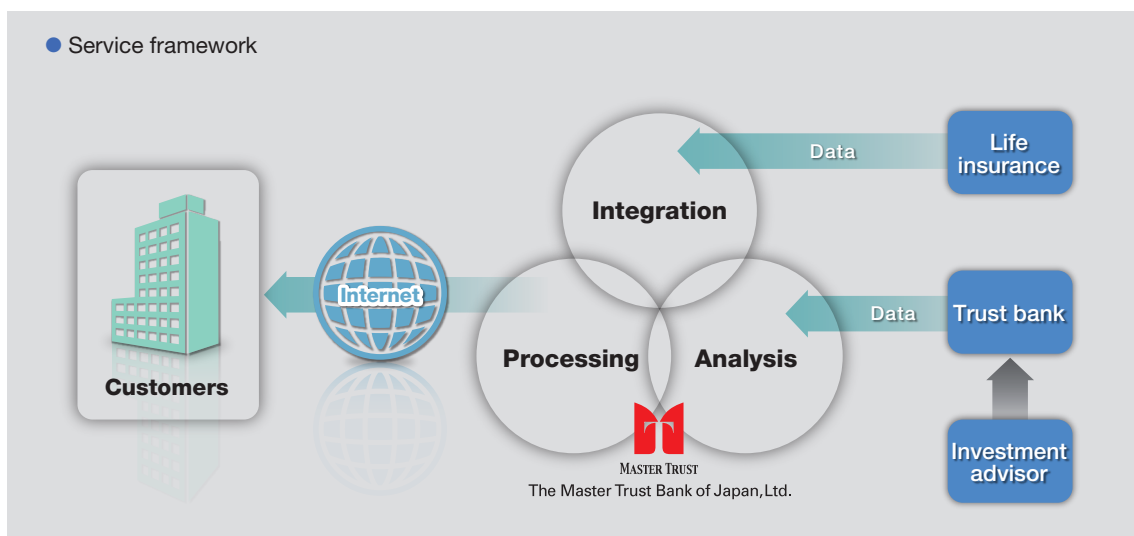 Service framework
Data
Life
insurance
Integration
Internet
Data
Trust bank
Processing
Analysis
Customers
Investment
advisor
MASTER TRUST
The Master Trust Bank of Japan,Ltd.